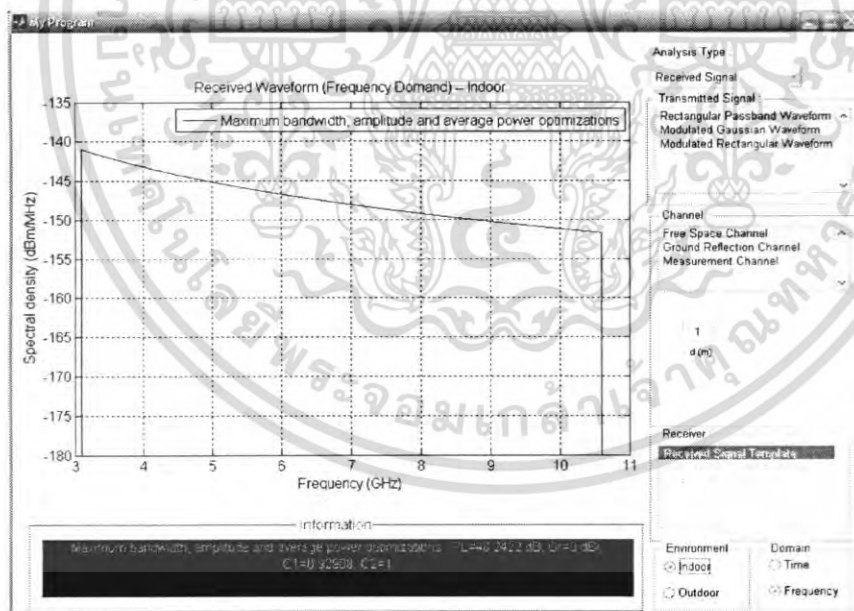 My Program
Received Waveform (Frequency Domand) – Indoor
Maximum bandwidth, amplitude and average power optimizations
-135
-140
-145
-150
-155
-160
-165
-170
-175
-180
Spectral density (dBm/MHz)
3
4
5
6
7
8
9
10
11
Frequency (GHz)
Information
Maximum bandwidth, amplitude and average power optimizations
C2=1
Analysis Type
Received Signal
Transmitted Signal
Rectangular Passband Waveform
Modulated Gaussian Waveform
Modulated Rectangular Waveform
Channel
Free Space Channel
Ground Reflection Channel
Measurement Channel
1
d (m)
Receiver
Received Signal Template
Environment
Indoor
Outdoor
Domain
Time
Frequency